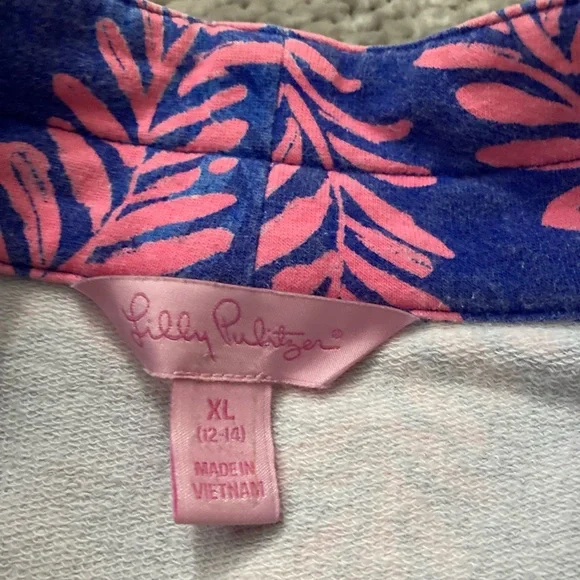 Lilly Pulitzer®
XL
(12-14)
MADE IN
VIETNAM